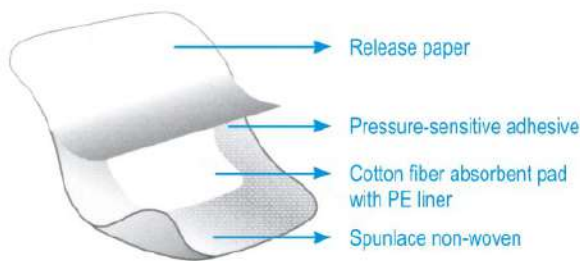 Release paper
Pressure-sensitive adhesive
Cotton fiber absorbent pad
with PE liner
Spunlace non-woven